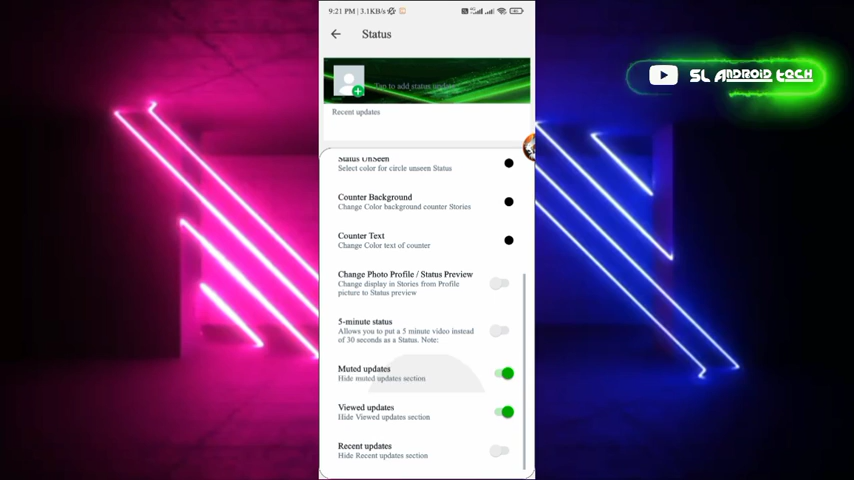 9:21 PM | 3.1KB/s
Status
Tap to add status update
Recent updates
Status UnSeen
Select color for circle unseen Status
Counter Background
Change Color background counter Stories
Counter Text
Change Color text of counter
Change Photo Profile / Status Preview
Change display in Stories from Profile
picture to Status preview
5-minute status
Allows you to put a 5 minute video instead
of 30 seconds as a Status. Note:
Muted updates
Hide muted updates section
Viewed updates
Hide Viewed updates section
Recent updates
Hide Recent updates section
SL ANDROID TECH